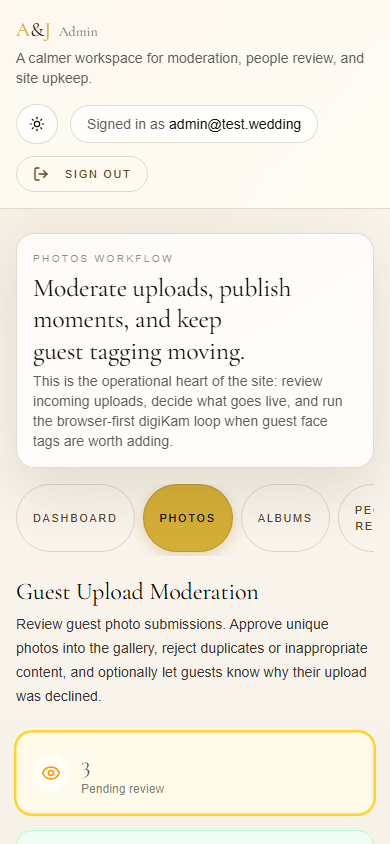 A&J Admin
A calmer workspace for moderation, people review, and
site upkeep.
Signed in as admin@test.wedding
SIGN OUT
PHOTOS WORKFLOW
Moderate uploads, publish
moments, and keep
guest tagging moving.
This is the operational heart of the site: review
incoming uploads, decide what goes live, and run
the browser-first digiKam loop when guest face
tags are worth adding.
DASHBOARD PHOTOS ALBUMS
Guest Upload Moderation
Review guest photo submissions. Approve unique
photos into the gallery, reject duplicates or inappropriate
content, and optionally let guests know why their upload
was declined.
3
Pending review